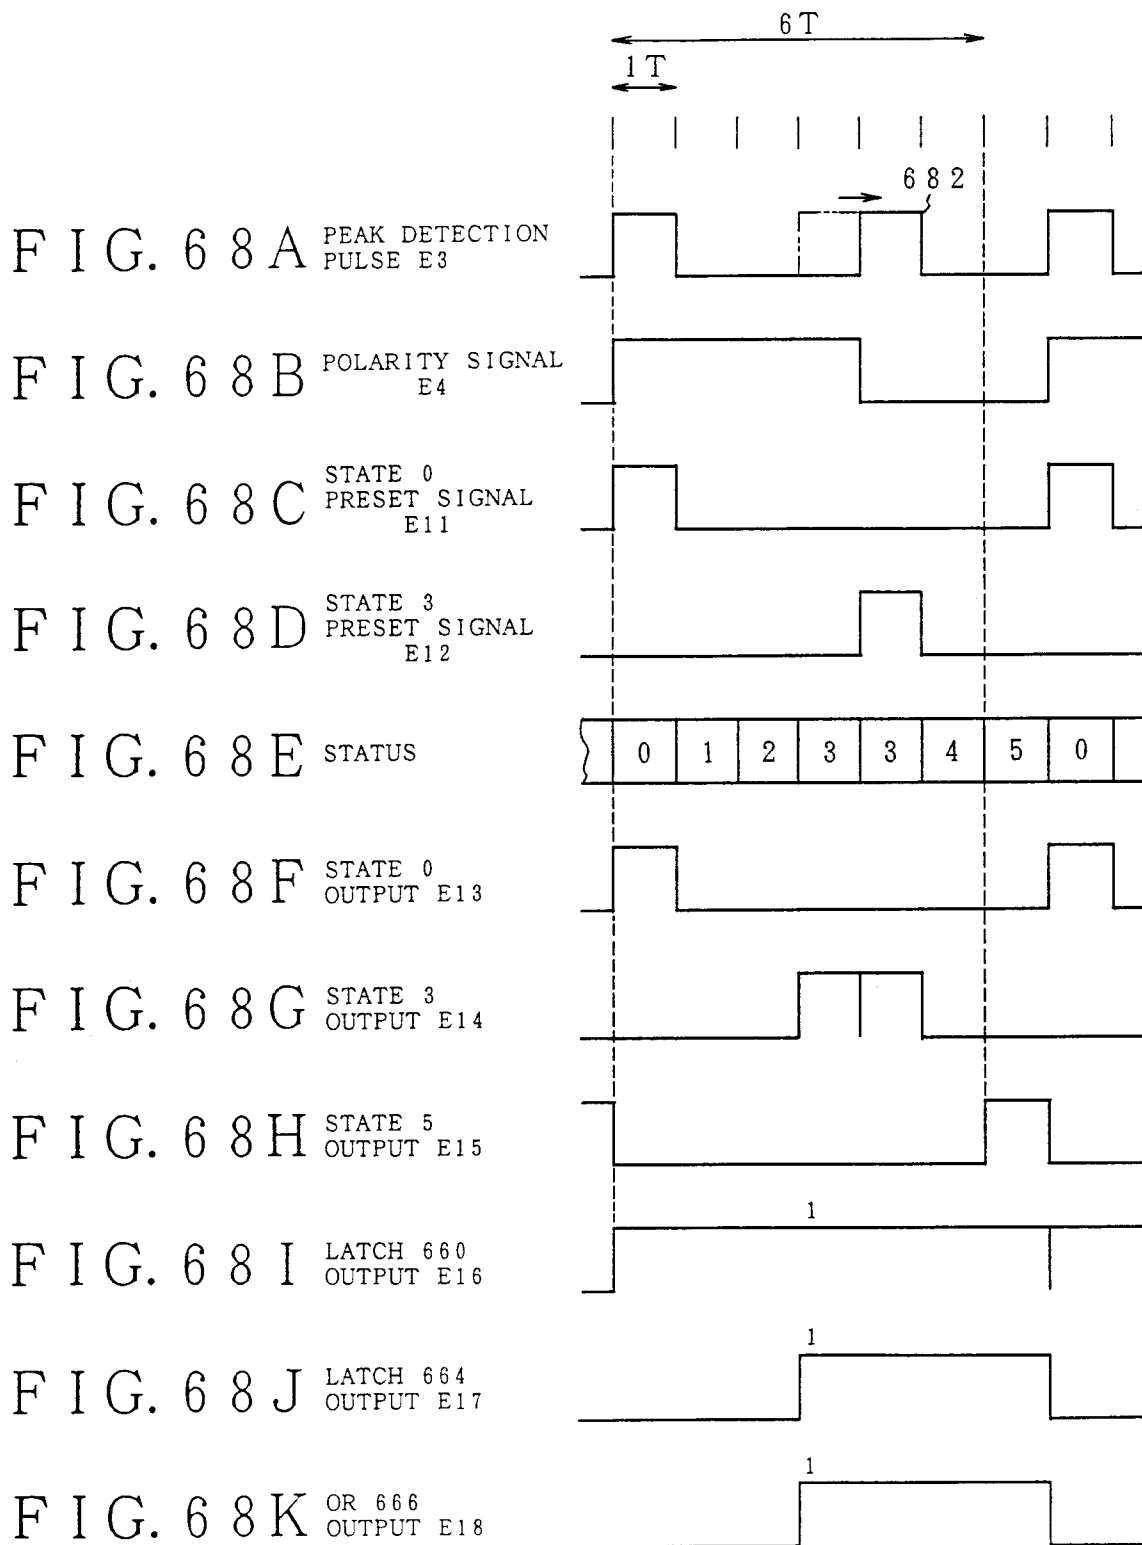 6T
1T
682
FIG. 68A PEAK DETECTION
PULSE E3
FIG. 68B POLARITY SIGNAL
E4
FIG. 68C STATE 0
PRESET SIGNAL
E11
FIG. 68D STATE 3
PRESET SIGNAL
E12
FIG. 68E STATUS
0 1 2 3 3 4 5 0
FIG. 68F STATE 0
OUTPUT E13
FIG. 68G STATE 3
OUTPUT E14
FIG. 68H STATE 5
OUTPUT E15
1
FIG. 68I LATCH 660
OUTPUT E16
1
FIG. 68J LATCH 664
OUTPUT E17
1
FIG. 68K OR 666
OUTPUT E18